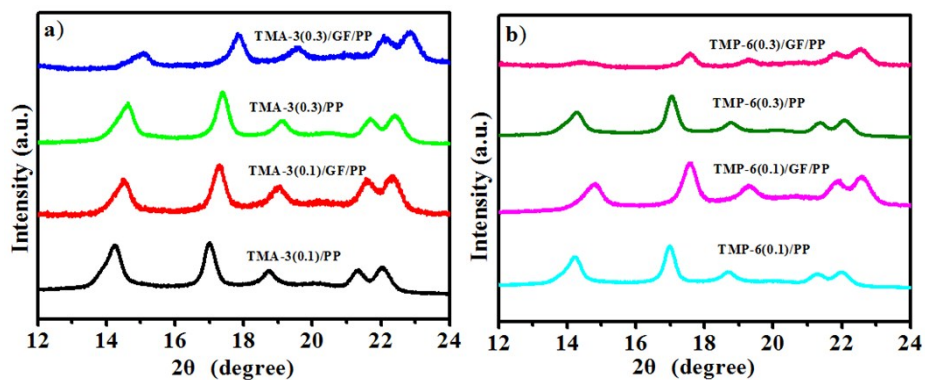 a)
TMA-3(0.3)/GF/PP
TMA-3(0.3)/PP
TMA-3(0.1)/GF/PP
TMA-3(0.1)/PP
Intensity (a.u.)
12 14 16 18 20 22 24
2θ (degree)
b)
TMP-6(0.3)/GF/PP
TMP-6(0.3)/PP
TMP-6(0.1)/GF/PP
TMP-6(0.1)/PP
Intensity (a.u.)
12 14 16 18 20 22 24
2θ (degree)